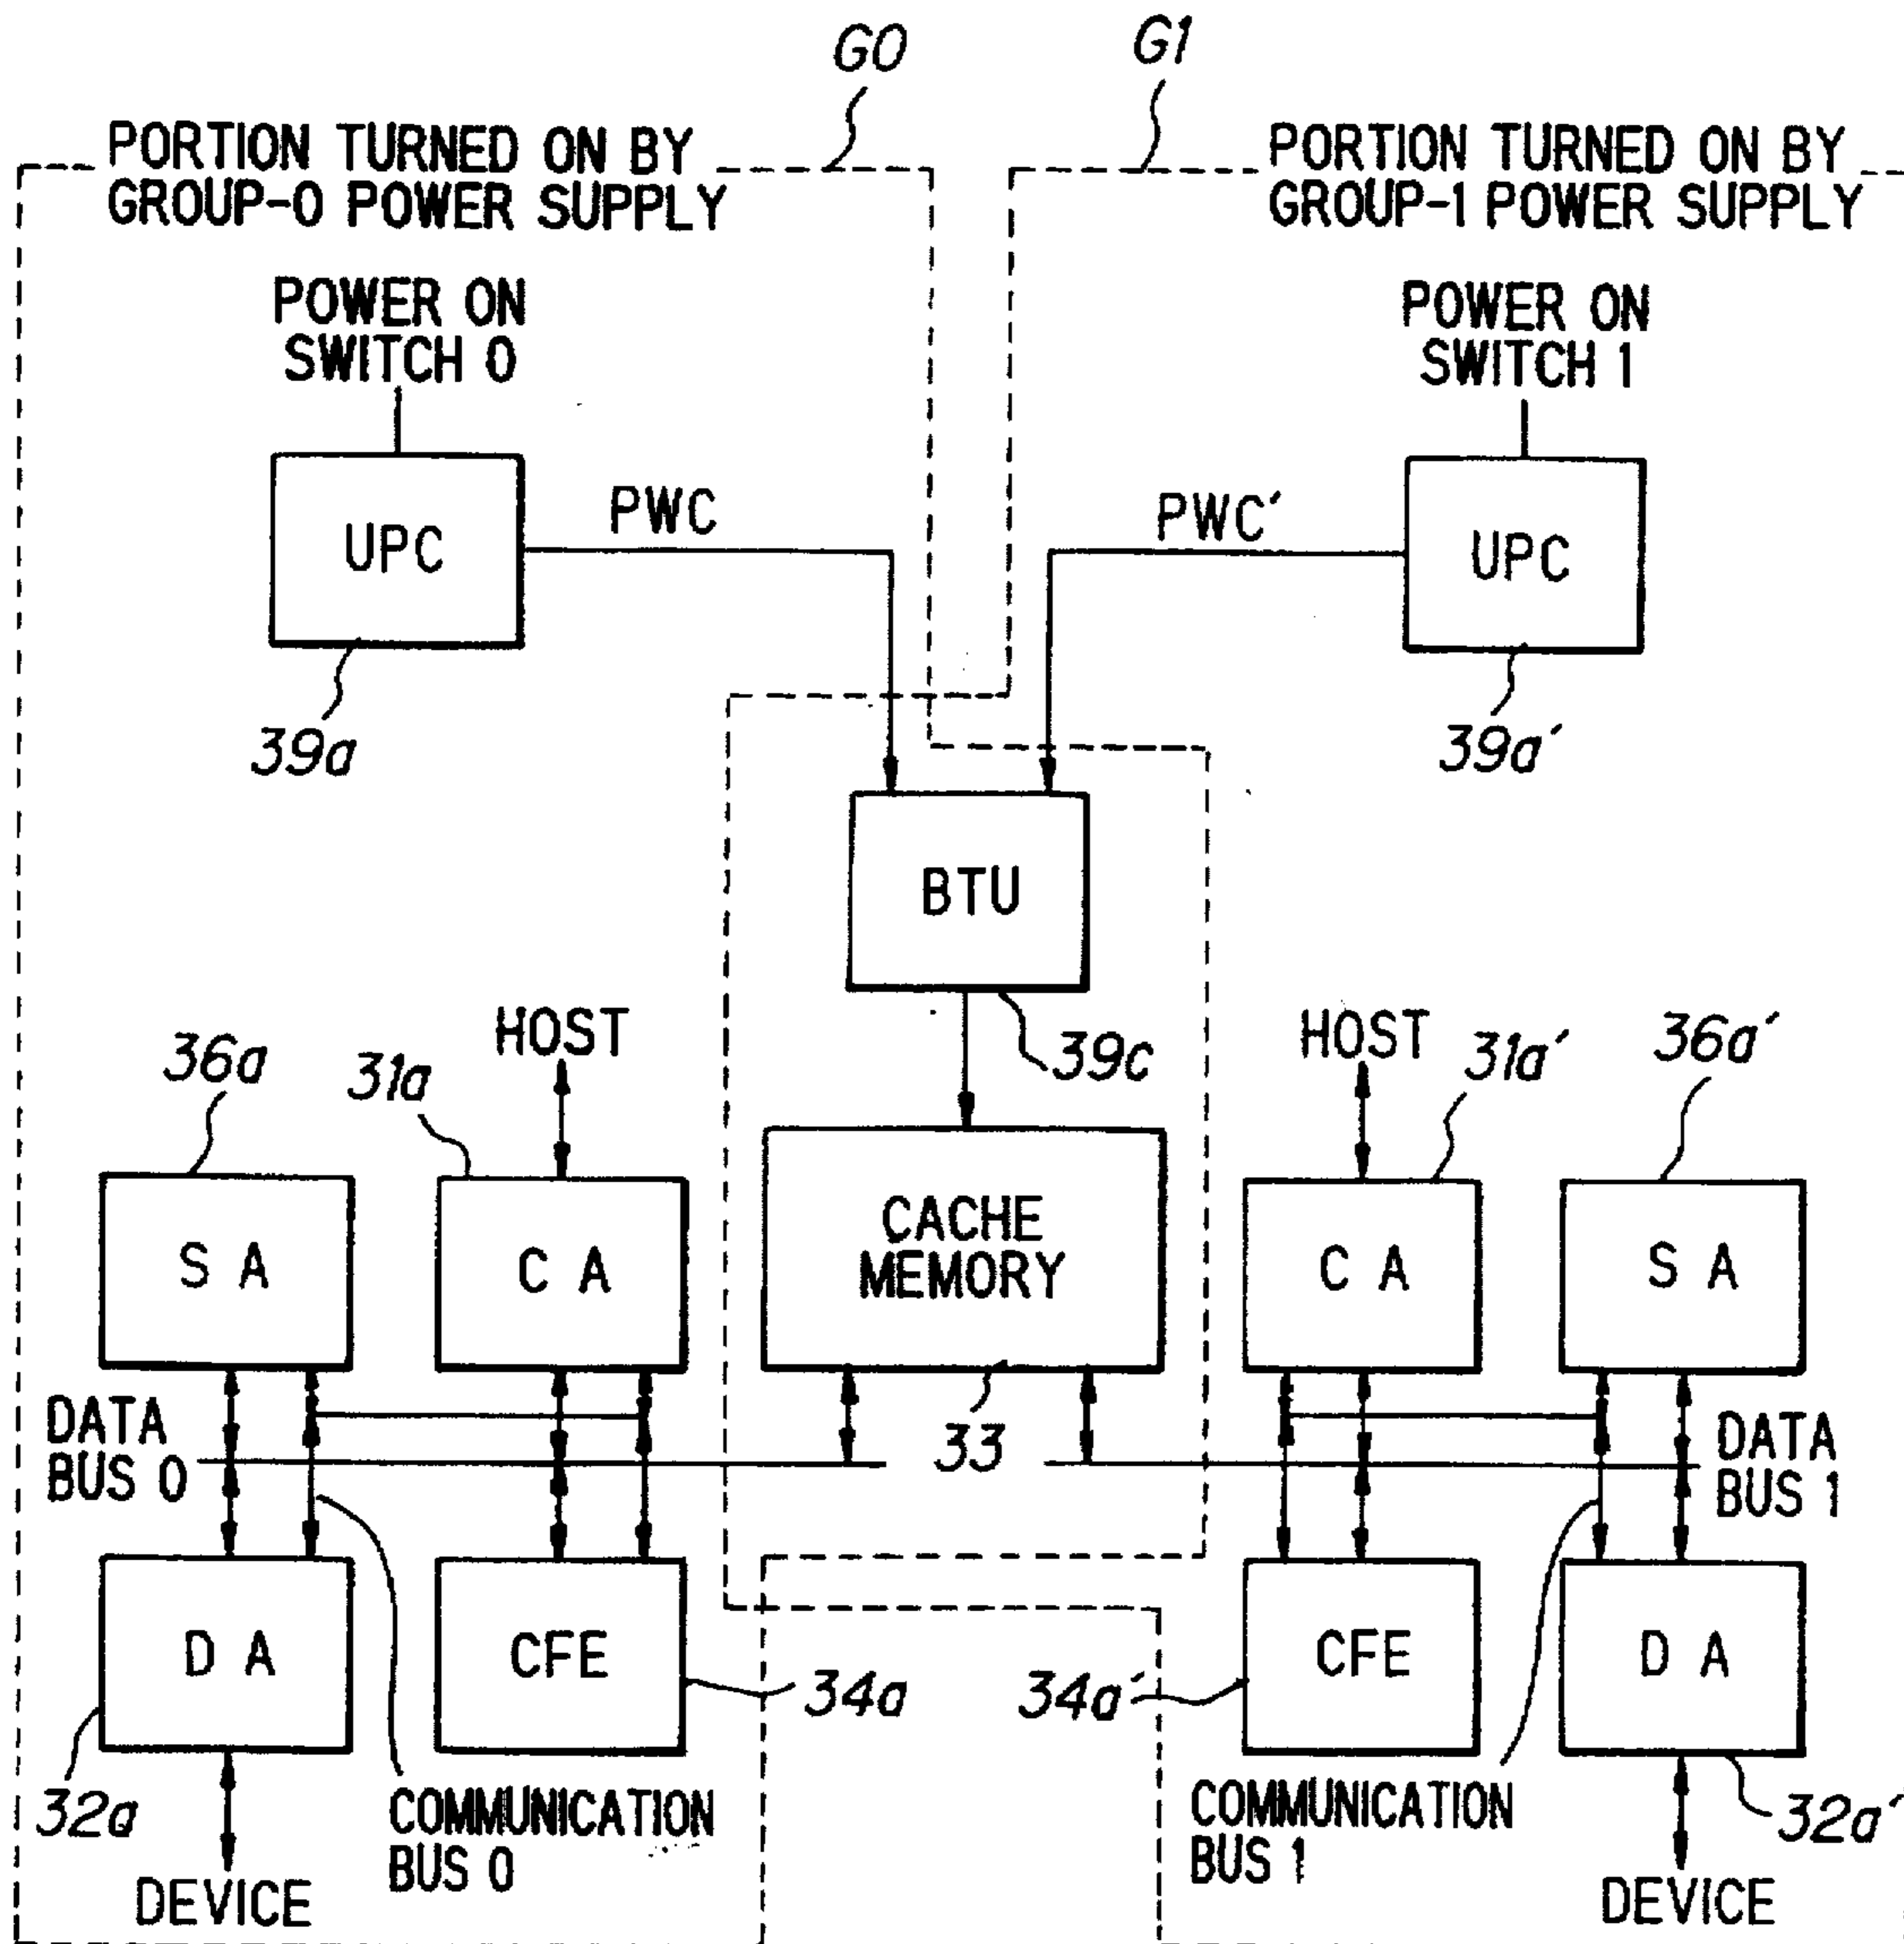 G0
G1
PORTION TURNED ON BY
GROUP-0 POWER SUPPLY
PORTION TURNED ON BY
GROUP-1 POWER SUPPLY
POWER ON
SWITCH 0
POWER ON
SWITCH 1
UPC
PWC
PWC′
UPC
39a
39a′
BTU
39c
36a
31a
HOST
HOST
31a′
36a′
S A
C A
CACHE
MEMORY
C A
S A
DATA
BUS 0
33
DATA
BUS 1
D A
CFE
34a
34a′
CFE
D A
32a
COMMUNICATION
BUS 0
COMMUNICATION
BUS 1
32a′
DEVICE
DEVICE